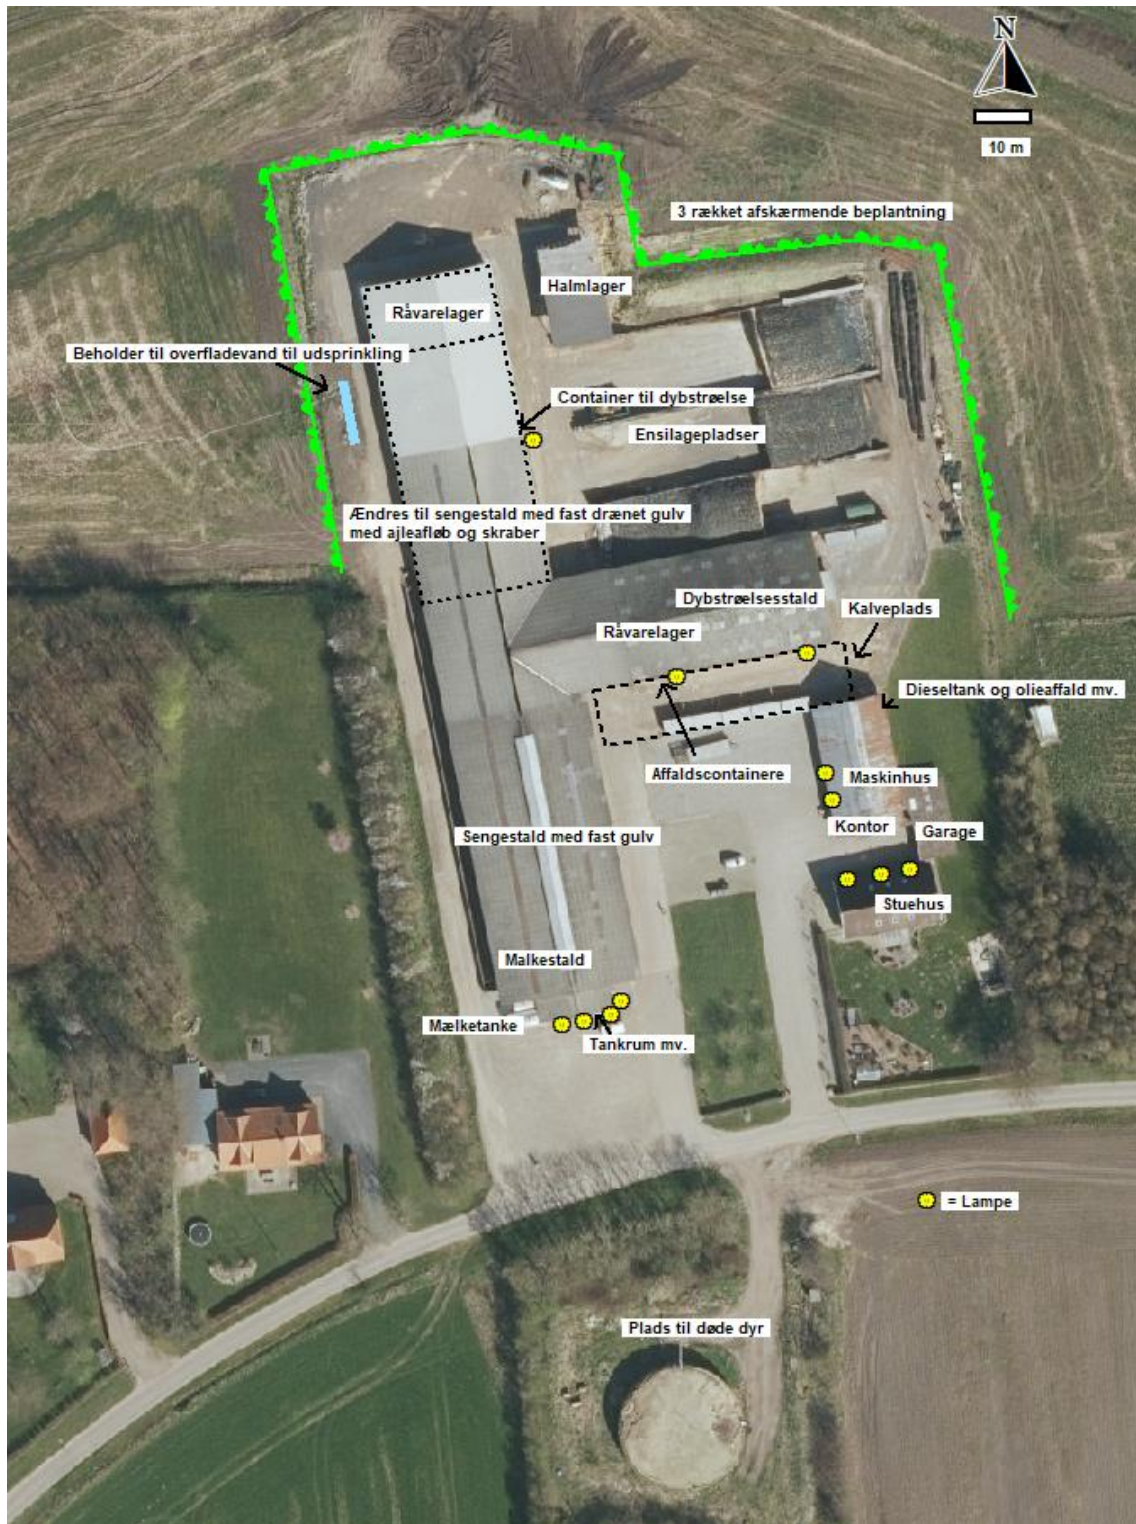 N
10 m
3 rækket afskærmende beplantning
Halmlager
Råvarelager
Beholder til overfladevand til udsprinkling
Container til dybstrøelse
Ensilagepladser
Ændres til sengestald med fast drænet gulv
med ajleafløb og skraber
Dybstrøelsesstald
Kalveplads
Råvarelager
Dieseltank og olieaffald mv.
Affaldscontainere
Maskinhus
Kontor
Garage
Sengestald med fast gulv
Stuehus
Malkestald
Mælketanke
Tankrum mv.
= Lampe
Plads til døde dyr